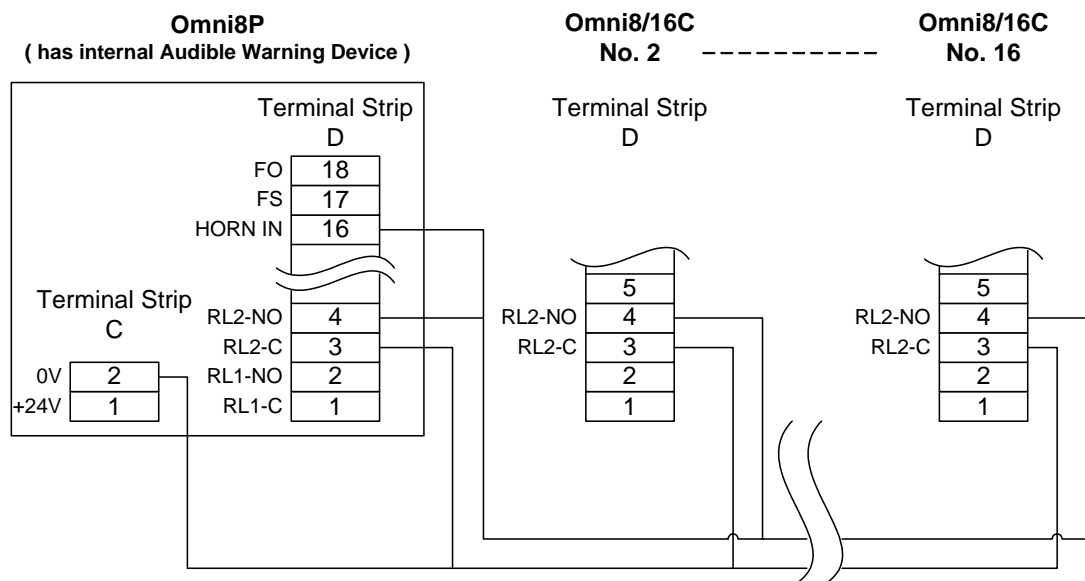 Omni8P
( has internal Audible Warning Device )
Omni8/16C
No. 2
Omni8/16C
No. 16
Terminal Strip
D
FO 18
FS 17
HORN IN 16
RL2-NO 4
RL2-C 3
RL1-NO 2
RL1-C 1
Terminal Strip
C
0V 2
+24V 1
Terminal Strip
D
5
RL2-NO 4
RL2-C 3
2
1
Terminal Strip
D
5
RL2-NO 4
RL2-C 3
2
1